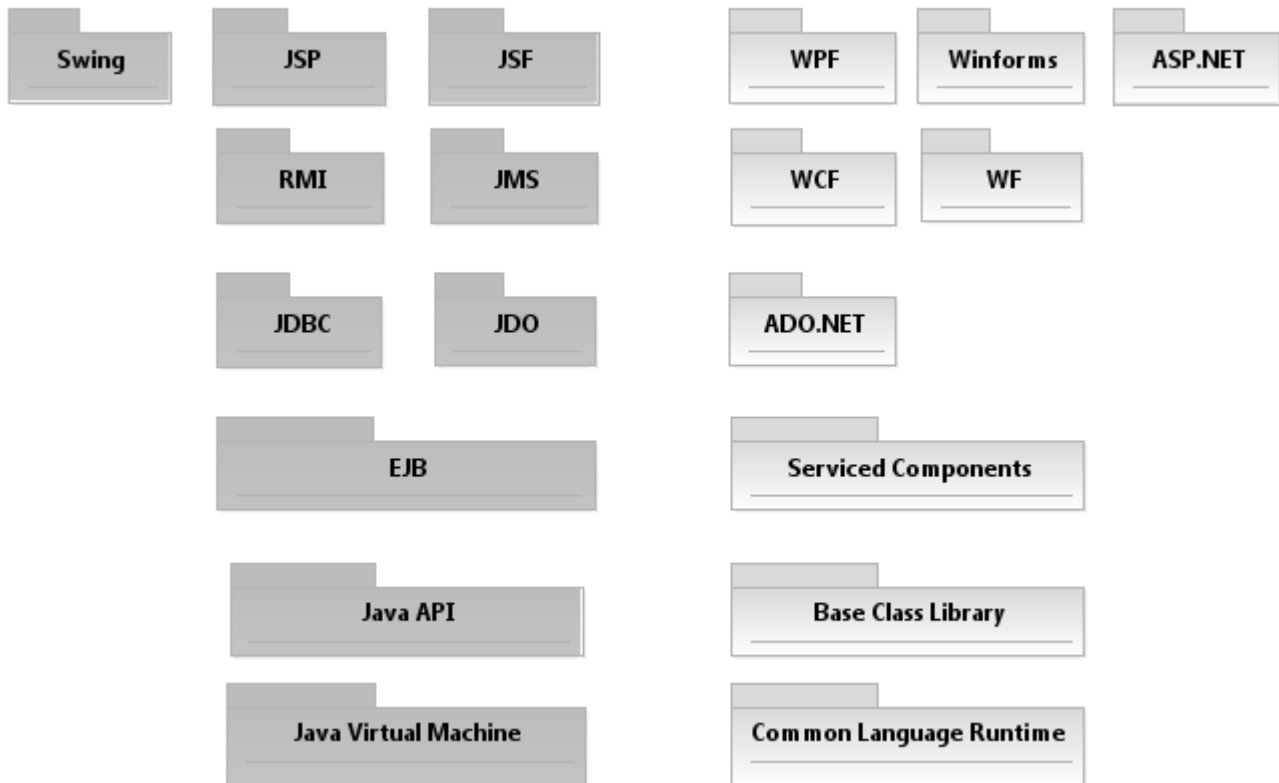 Swing
JSP
JSF
WPF
Winforms
ASP.NET
RMI
JMS
WCF
WF
JDBC
JDO
ADO.NET
EJB
Serviced Components
Java API
Base Class Library
Java Virtual Machine
Common Language Runtime